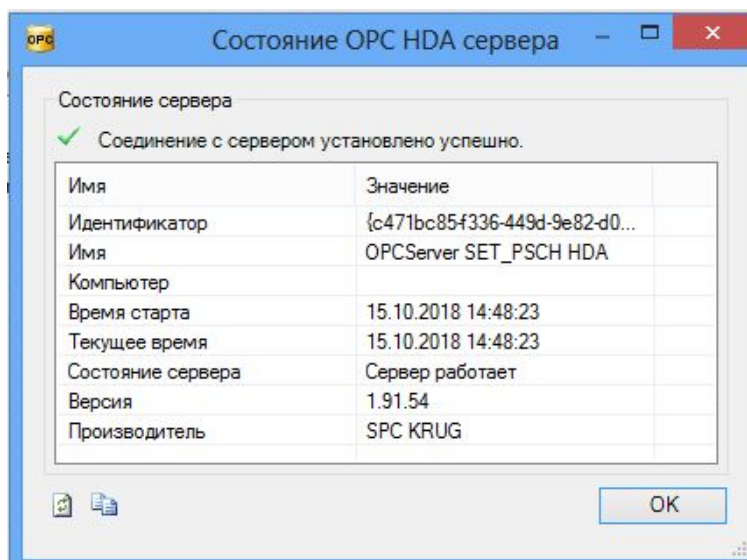 OPC
Состояние OPC HDA сервера
Состояние сервера
Соединение с сервером установлено успешно.
Имя Значение
Идентификатор {c471bc85-f336-449d-9e82-d0...
Имя OPCServer SET_PSCH HDA
Компьютер
Время старта 15.10.2018 14:48:23
Текущее время 15.10.2018 14:48:23
Состояние сервера Сервер работает
Версия 1.91.54
Производитель SPC KRUG
OK